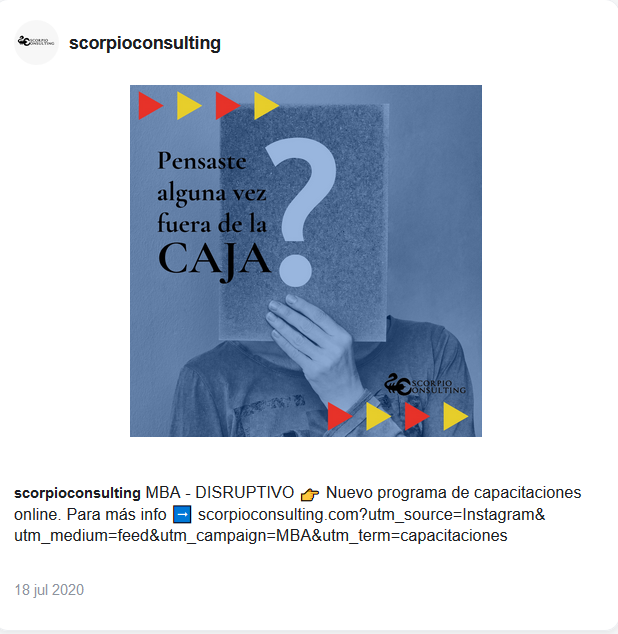 scorpioconsulting
Pensaste
alguna vez
fuera de la
CAJA
?
SCORPIO
CONSULTING
scorpioconsulting MBA - DISRUPTIVO 👉 Nuevo programa de capacitaciones
online. Para más info ➡️ scorpioconsulting.com?utm_source=Instagram&
utm_medium=feed&utm_campaign=MBA&utm_term=capacitaciones
18 jul 2020